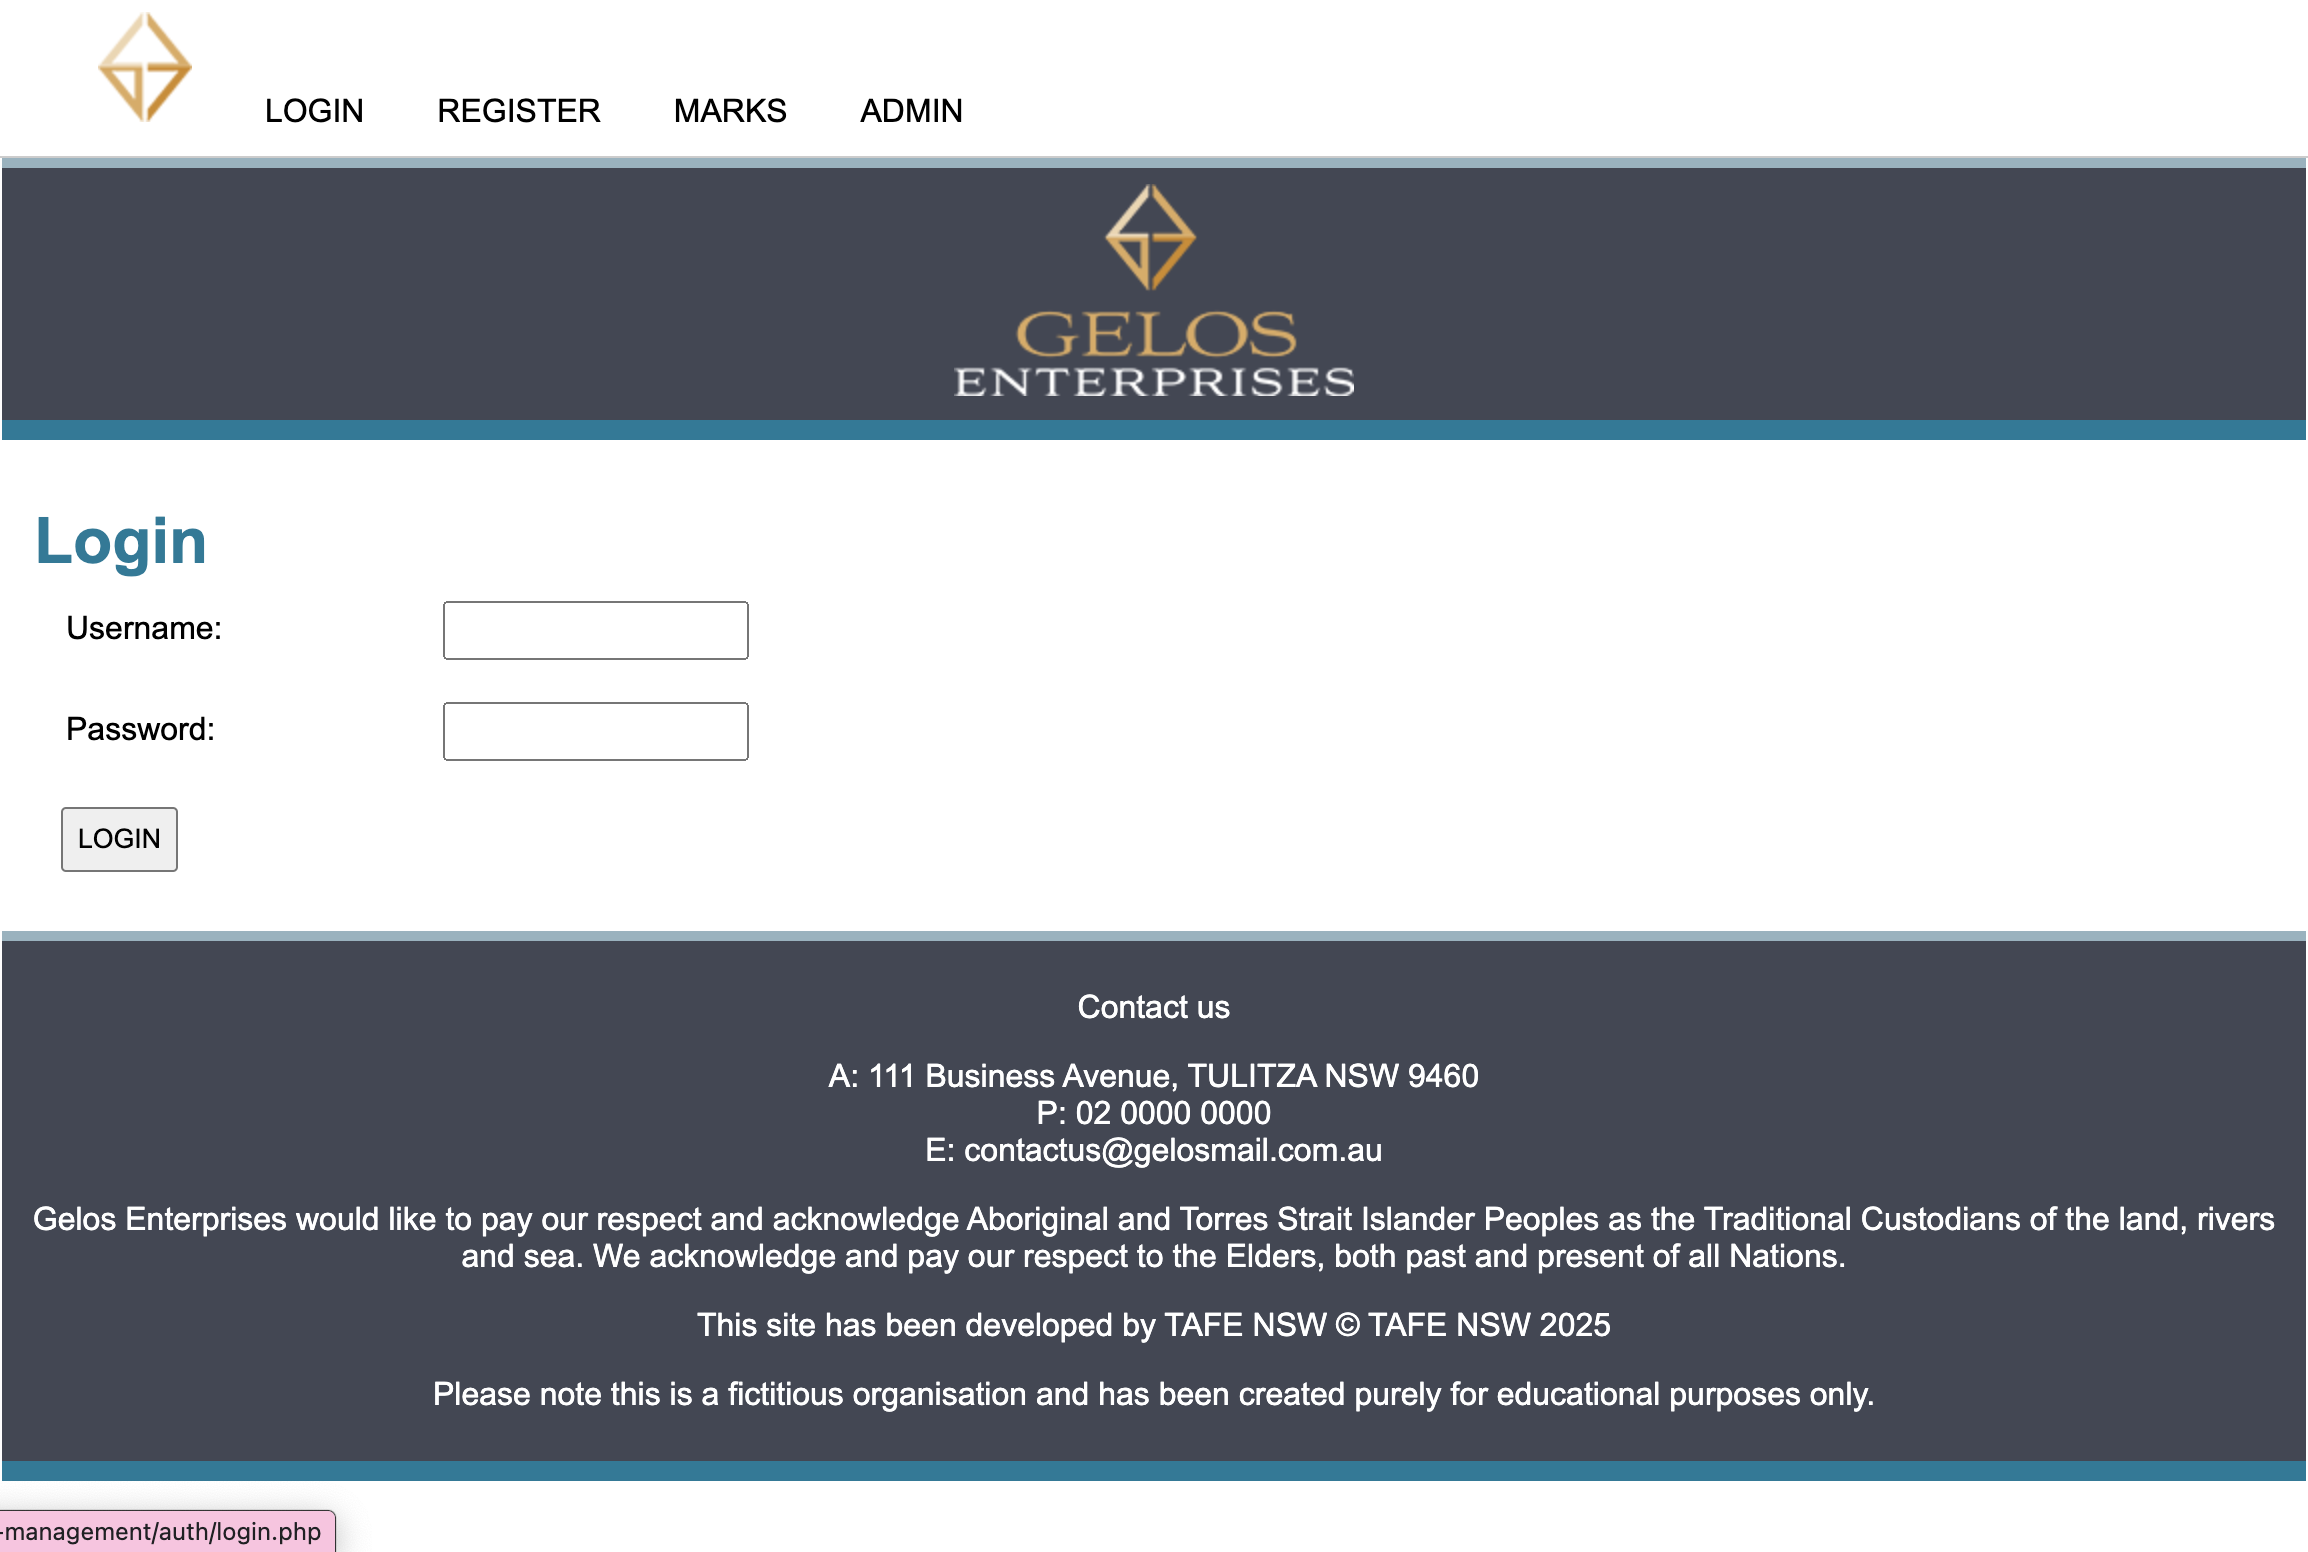 LOGIN REGISTER MARKS ADMIN
GELOS
ENTERPRISES
Login
Username:
Password:
LOGIN
Contact us
A: 111 Business Avenue, TULITZA NSW 9460
P: 02 0000 0000
E: contactus@gelosmail.com.au
Gelos Enterprises would like to pay our respect and acknowledge Aboriginal and Torres Strait Islander Peoples as the Traditional Custodians of the land, rivers
and sea. We acknowledge and pay our respect to the Elders, both past and present of all Nations.
This site has been developed by TAFE NSW © TAFE NSW 2025
Please note this is a fictitious organisation and has been created purely for educational purposes only.
-management/auth/login.php